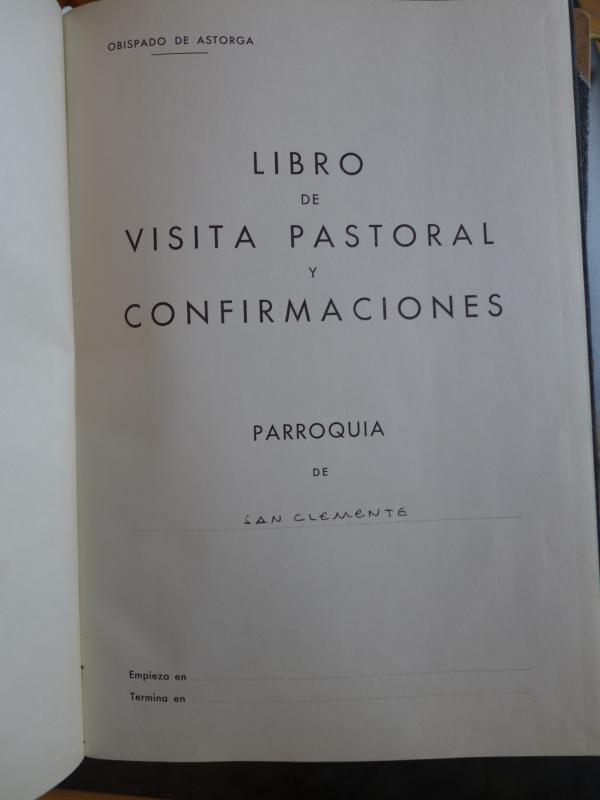 OBISPADO DE ASTORGA
LIBRO
DE
VISITA PASTORAL
Y
CONFIRMACIONES
PARROQUIA
DE
SAN CLEMENTE
Empieza en
Termina en